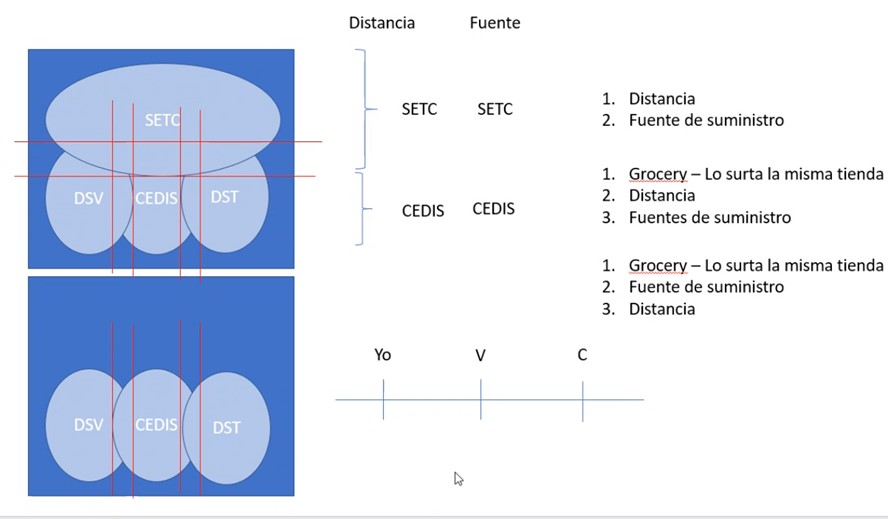 Distancia Fuente
SETC
DSV CEDIS DST
SETC SETC
CEDIS CEDIS
1. Distancia
2. Fuente de suministro
1. Grocery – Lo surta la misma tienda
2. Distancia
3. Fuentes de suministro
1. Grocery – Lo surta la misma tienda
2. Fuente de suministro
3. Distancia
DSV CEDIS DST
Yo V C